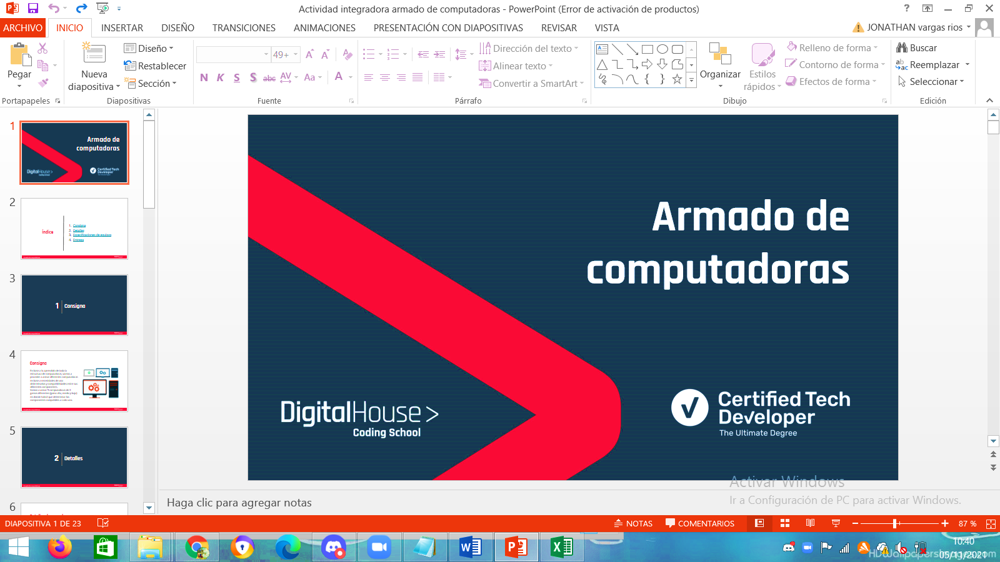 Actividad integradora armado de computadoras - PowerPoint (Error de activación de productos)
ARCHIVO INICIO INSERTAR DISEÑO TRANSICIONES ANIMACIONES PRESENTACIÓN CON DIAPOSITIVAS REVISAR VISTA JONATHAN vargas rios
Pegar
Portapapeles
Nueva diapositiva
Diseño
Restablecer
Sección
Diapositivas
49+
N K S S abc AV Aa A
Fuente
Dirección del texto
Alinear texto
Convertir a SmartArt
Párrafo
Organizar
Estilos rápidos
Relleno de forma
Contorno de forma
Efectos de forma
Dibujo
Buscar
Reemplazar
Seleccionar
Edición
1
Armado de
computadoras
DigitalHouse>
Coding School
Certified Tech
Developer
2
Índice
1. Consigna
2. Detalles
3. Especificaciones de equipos
4. Entrega
3
1 Consigna
4
Consigna
5
2 Detalles
6
Armado de
computadoras
DigitalHouse>
Coding School
Certified Tech
Developer
The Ultimate Degree
Activar Windows
Ir a Configuración de PC para activar Windows.
Haga clic para agregar notas
DIAPOSITIVA 1 DE 23 NOTAS COMENTARIOS 87 %
10:40
05/11/2021
HDWallpapersImages.com